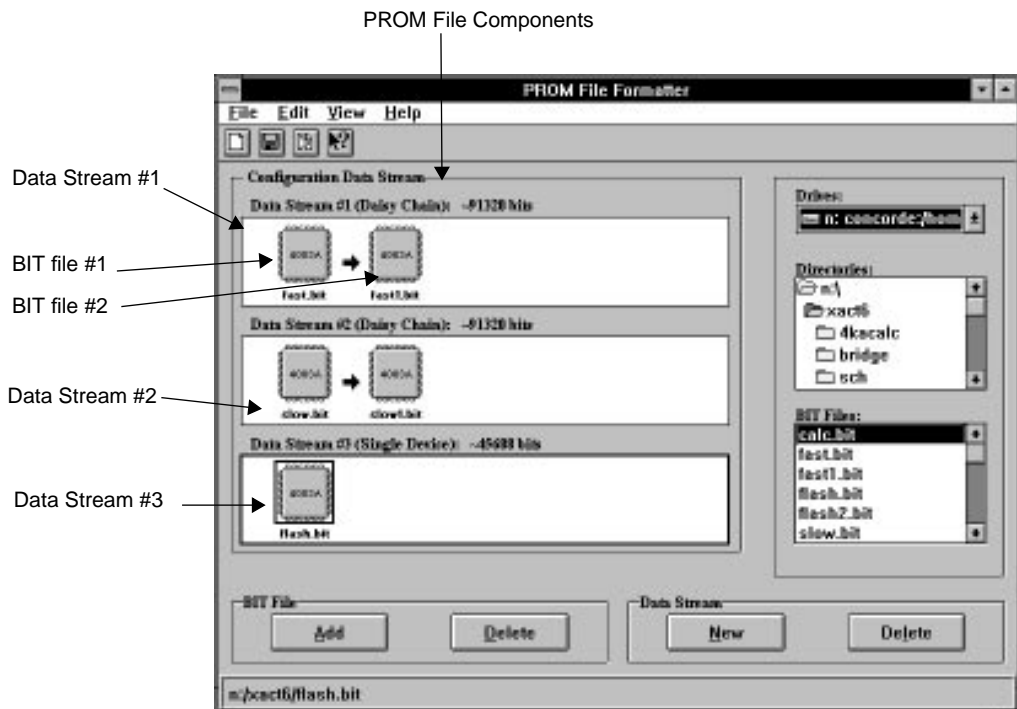 PROM File Components
PROM File Formatter
File Edit View Help
Configuration Data Stream
Data Stream #1
Data Stream #1 (Daisy Chain): ~91320 bits
BIT file #1
BIT file #2
4003A
4003A
fast.bit
fast1.bit
Data Stream #2 (Daisy Chain): ~91320 bits
Data Stream #2
4003A
4003A
slow.bit
slow1.bit
Data Stream #3 (Single Device): ~45688 bits
Data Stream #3
4003A
flash.bit
Drives:
n: concorde:/hom
Directories:
n:\
xact6
4kacalc
bridge
sch
BIT Files:
calc.bit
fast.bit
fast1.bit
flash.bit
flash2.bit
slow.bit
BIT File
Add
Delete
Data Stream
New
Delete
n:/xact6/flash.bit